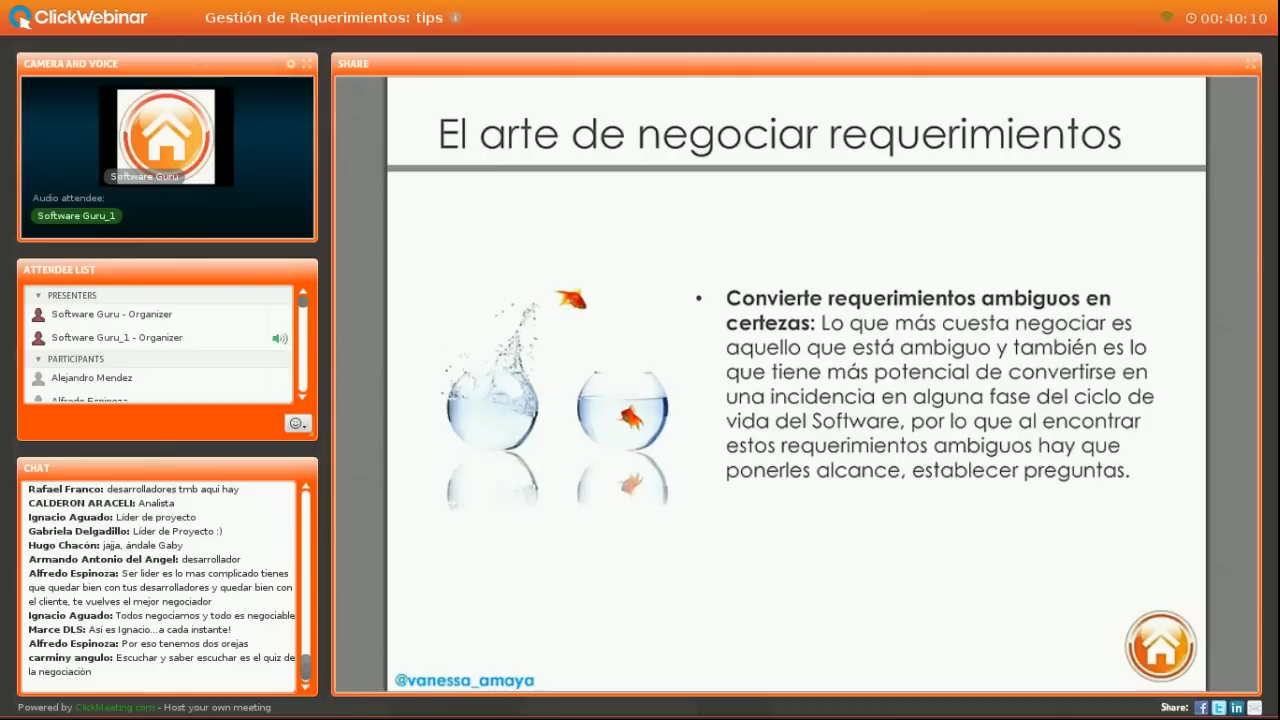 ClickWebinar
Gestión de Requerimientos: tips
00:40:10
CAMERA AND VOICE
Software Guru
Audio attendee:
Software Guru_1
ATTENDEE LIST
PRESENTERS
Software Guru - Organizer
Software Guru_1 - Organizer
PARTICIPANTS
Alejandro Mendez
Alfredo Espinoza
CHAT
Rafael Franco: desarrolladores tmb aqui hay
CALDERON ARACELI: Analista
Ignacio Aguado: Líder de proyecto
Gabriela Delgadillo: Líder de Proyecto :)
Hugo Chacón: jajja, ándale Gaby
Armando Antonio del Angel: desarrollador
Alfredo Espinoza: Ser lider es lo mas complicado tienes
que quedar bien con tus desarrolladores y quedar bien con
el cliente, te vuelves el mejor negociador
Ignacio Aguado: Todos negociamos y todo es negociable
Marce DLS: Así es Ignacio...a cada instante!
Alfredo Espinoza: Por eso tenemos dos orejas
carminy angulo: Escuchar y saber escuchar es el quiz de
la negociaciòn
SHARE
El arte de negociar requerimientos
• Convierte requerimientos ambiguos en
certezas: Lo que más cuesta negociar es
aquello que está ambiguo y también es lo
que tiene más potencial de convertirse en
una incidencia en alguna fase del ciclo de
vida del Software, por lo que al encontrar
estos requerimientos ambiguos hay que
ponerles alcance, establecer preguntas.
@vanessa_amaya
Powered by ClickMeeting.com - Host your own meeting
Share: